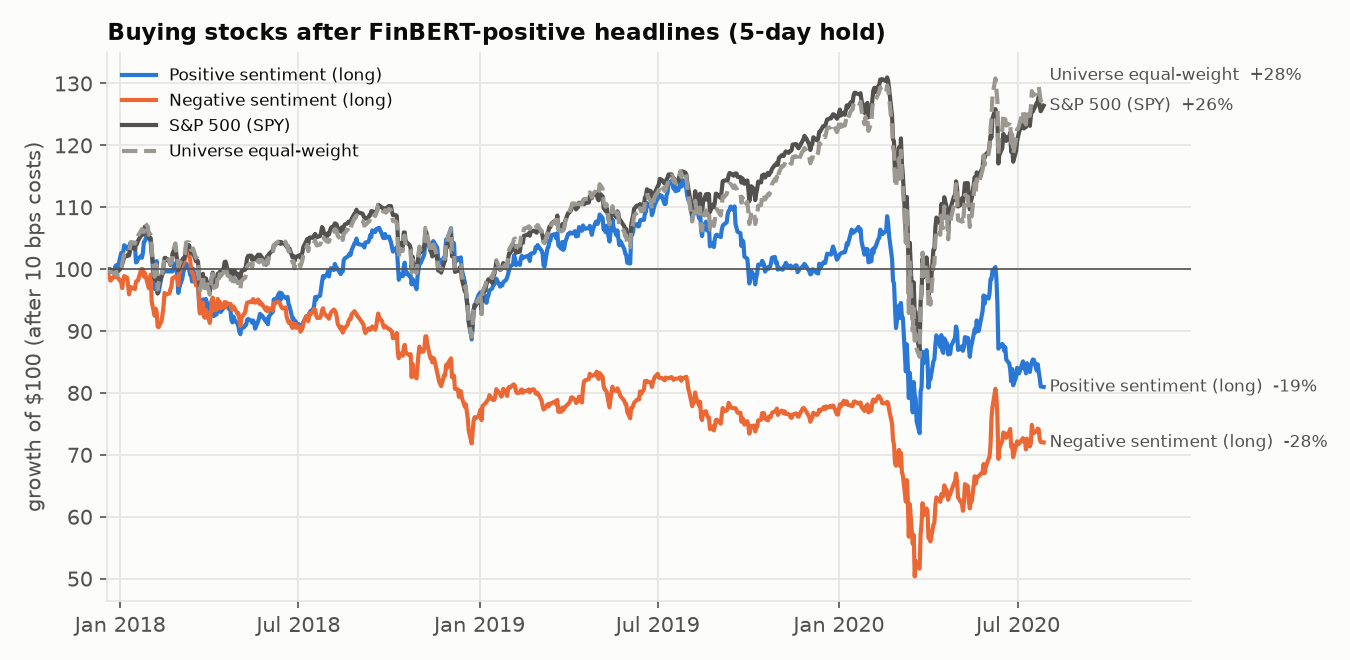 Buying stocks after FinBERT-positive headlines (5-day hold)
growth of $100 (after 10 bps costs)
130
120
110
100
90
80
70
60
50
Positive sentiment (long)
Negative sentiment (long)
S&P 500 (SPY)
Universe equal-weight
Universe equal-weight +28%
S&P 500 (SPY) +26%
Positive sentiment (long) -19%
Negative sentiment (long) -28%
Jan 2018
Jul 2018
Jan 2019
Jul 2019
Jan 2020
Jul 2020